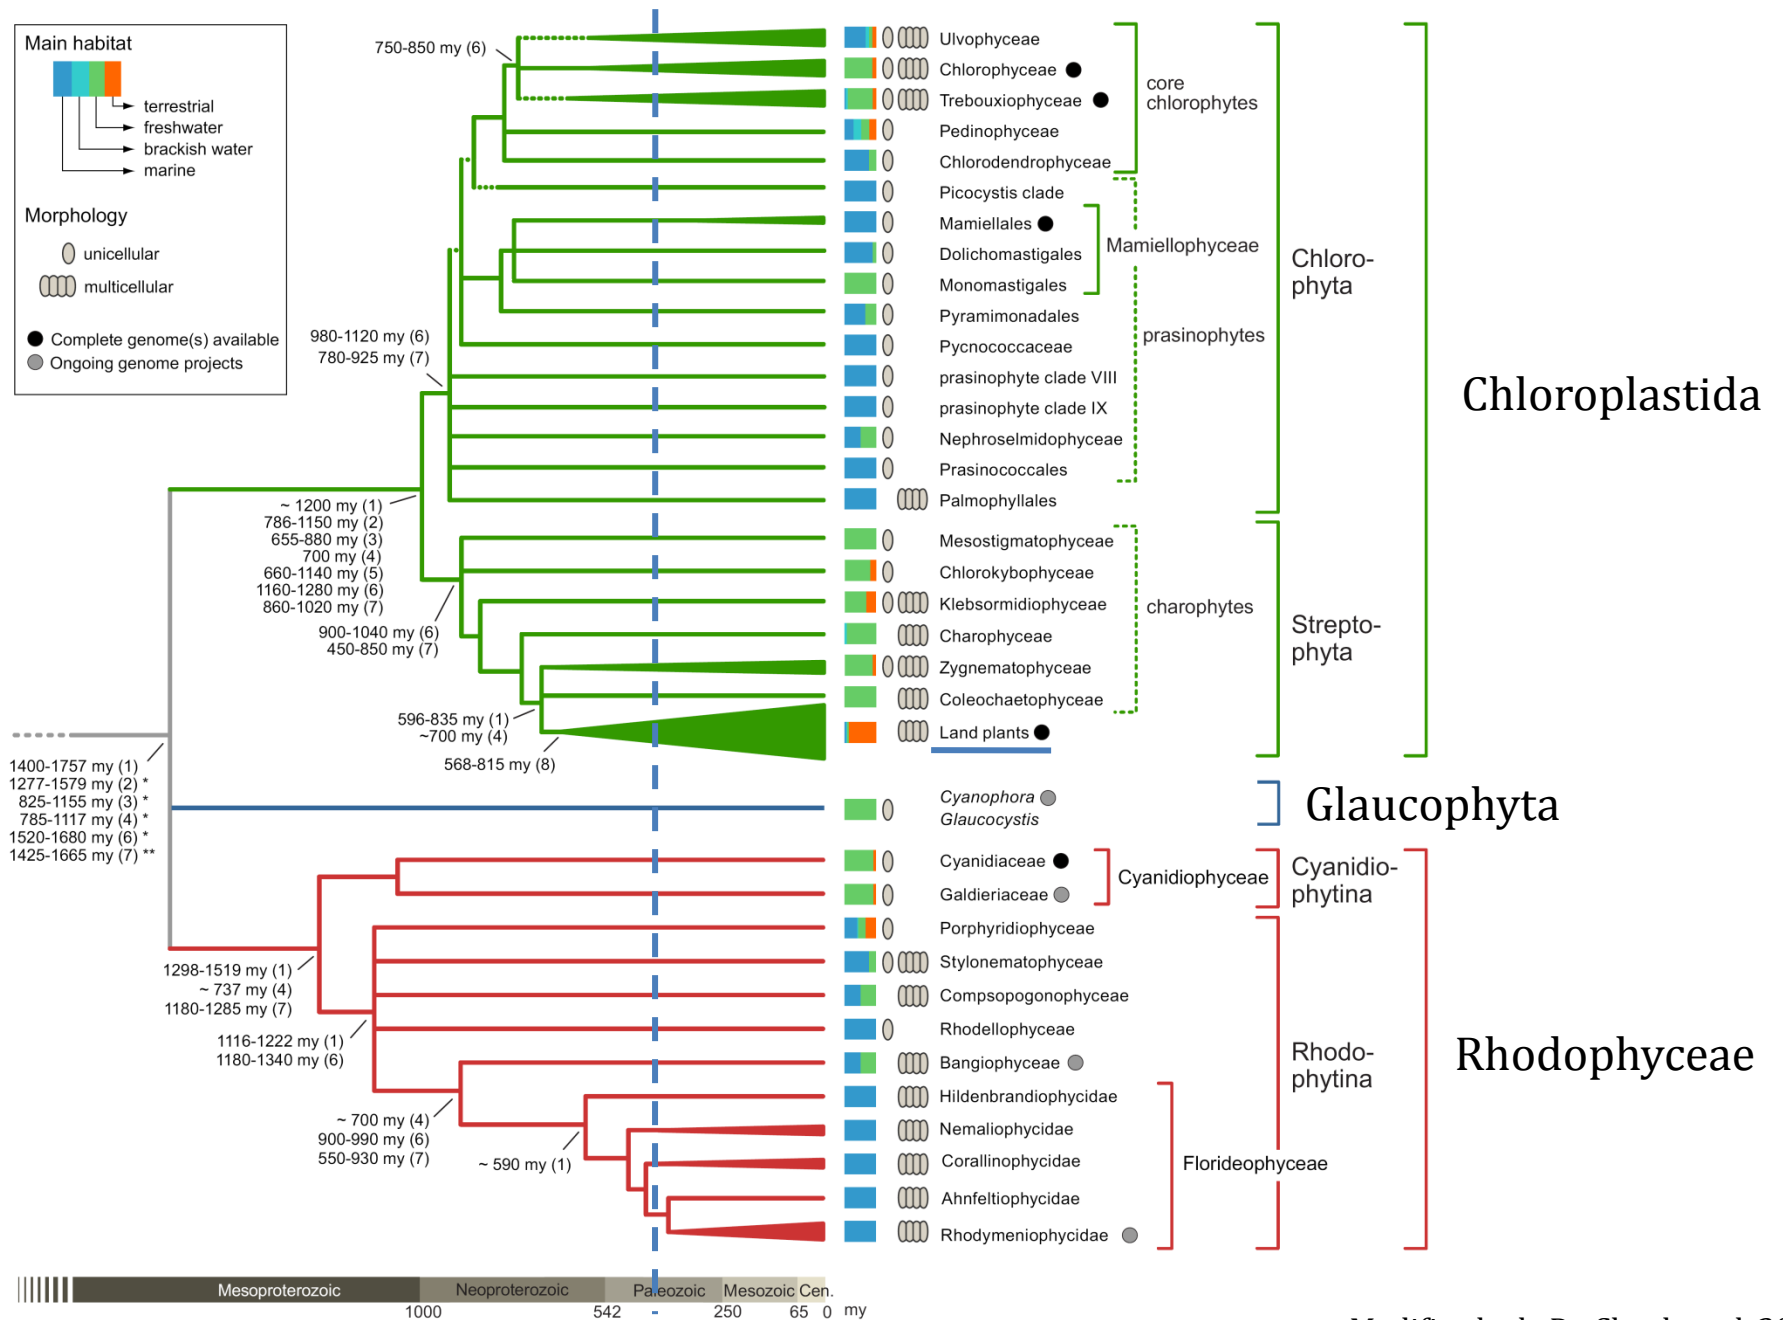 Main habitat
terrestrial
freshwater
brackish water
marine
Morphology
unicellular
multicellular
Complete genome(s) available
Ongoing genome projects
750-850 my (6)
980-1120 my (6)
780-925 my (7)
~ 1200 my (1)
786-1150 my (2)
655-880 my (3)
700 my (4)
660-1140 my (5)
1160-1280 my (6)
860-1020 my (7)
900-1040 my (6)
450-850 my (7)
596-835 my (1)
~700 my (4)
568-815 my (8)
1400-1757 my (1)
1277-1579 my (2) *
825-1155 my (3) *
785-1117 my (4) *
1520-1680 my (6) *
1425-1665 my (7) **
1298-1519 my (1)
~ 737 my (4)
1180-1285 my (7)
1116-1222 my (1)
1180-1340 my (6)
~ 700 my (4)
900-990 my (6)
550-930 my (7)
~ 590 my (1)
Ulvophyceae
Chlorophyceae
Trebouxiophyceae
Pedinophyceae
Chlorodendrophyceae
Picocystis clade
Mamiellales
Dolichomastigales
Monomastigales
Pyramimonadales
Pycnococcaceae
prasinophyte clade VIII
prasinophyte clade IX
Nephroselmidophyceae
Prasinococcales
Palmophyllales
Mesostigmatophyceae
Chlorokybophyceae
Klebsormidiophyceae
Charophyceae
Zygnematophyceae
Coleochaetophyceae
Land plants
Cyanophora
Glaucocystis
Cyanidiaceae
Galdieriaceae
Porphyridiophyceae
Stylonematophyceae
Compsopogonophyceae
Rhodellophyceae
Bangiophyceae
Hildenbrandiophycidae
Nemaliophycidae
Corallinophycidae
Ahnfeltiophycidae
Rhodymeniophycidae
core
chlorophytes
Mamiellophyceae
prasinophytes
charophytes
Cyanidiophyceae
Florideophyceae
Chloro-
phyta
Strepto-
phyta
Cyanidio-
phytina
Rhodo-
phytina
Chloroplastida
Glaucophyta
Rhodophyceae
Mesoproterozoic
Neoproterozoic
Paleozoic
Mesozoic
Cen.
1000 542 250 65 0 my